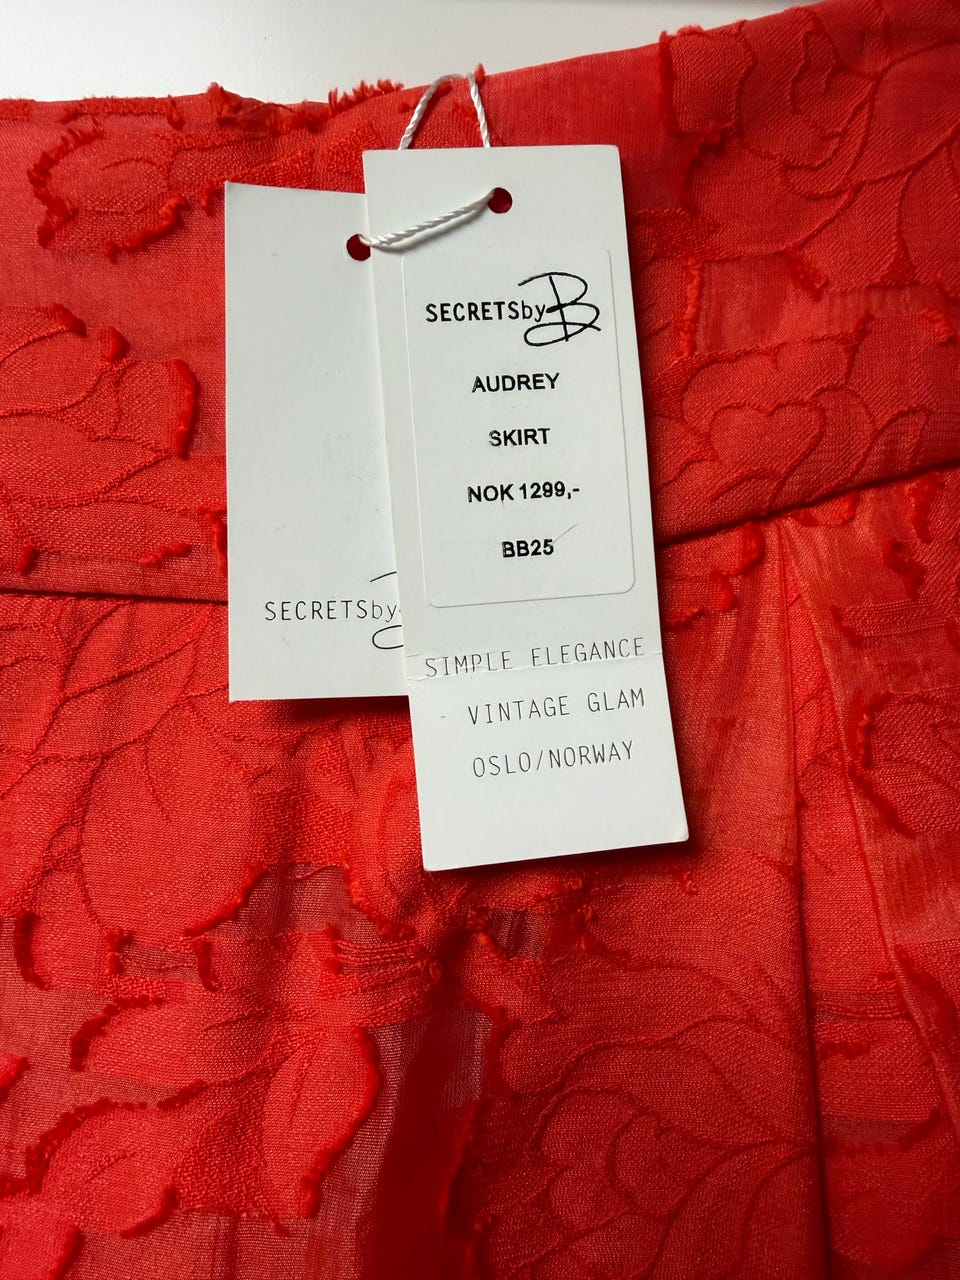 SECRETSbyB
AUDREY
SKIRT
NOK 1299,-
BB25
SIMPLE ELEGANCE
- VINTAGE GLAM
OSLO/NORWAY
SECRETSby